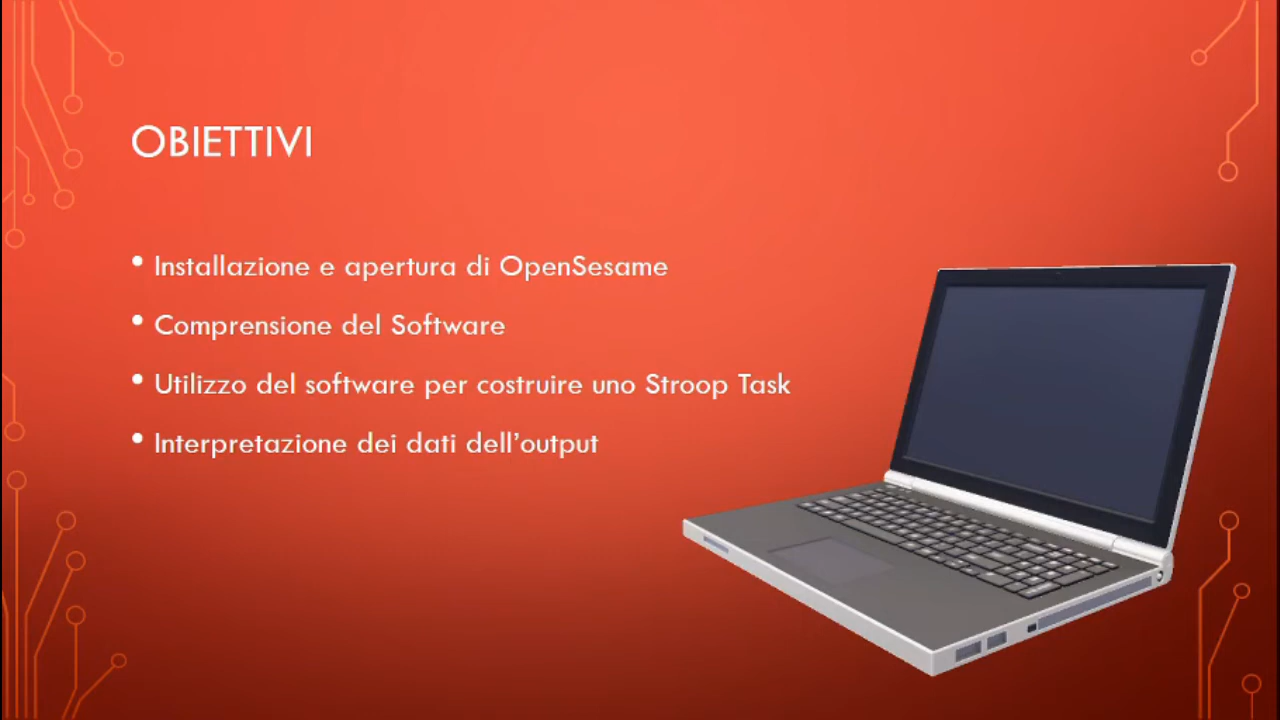 OBIETTIVI
• Installazione e apertura di OpenSesame
• Comprensione del Software
• Utilizzo del software per costruire uno Stroop Task
• Interpretazione dei dati dell’output